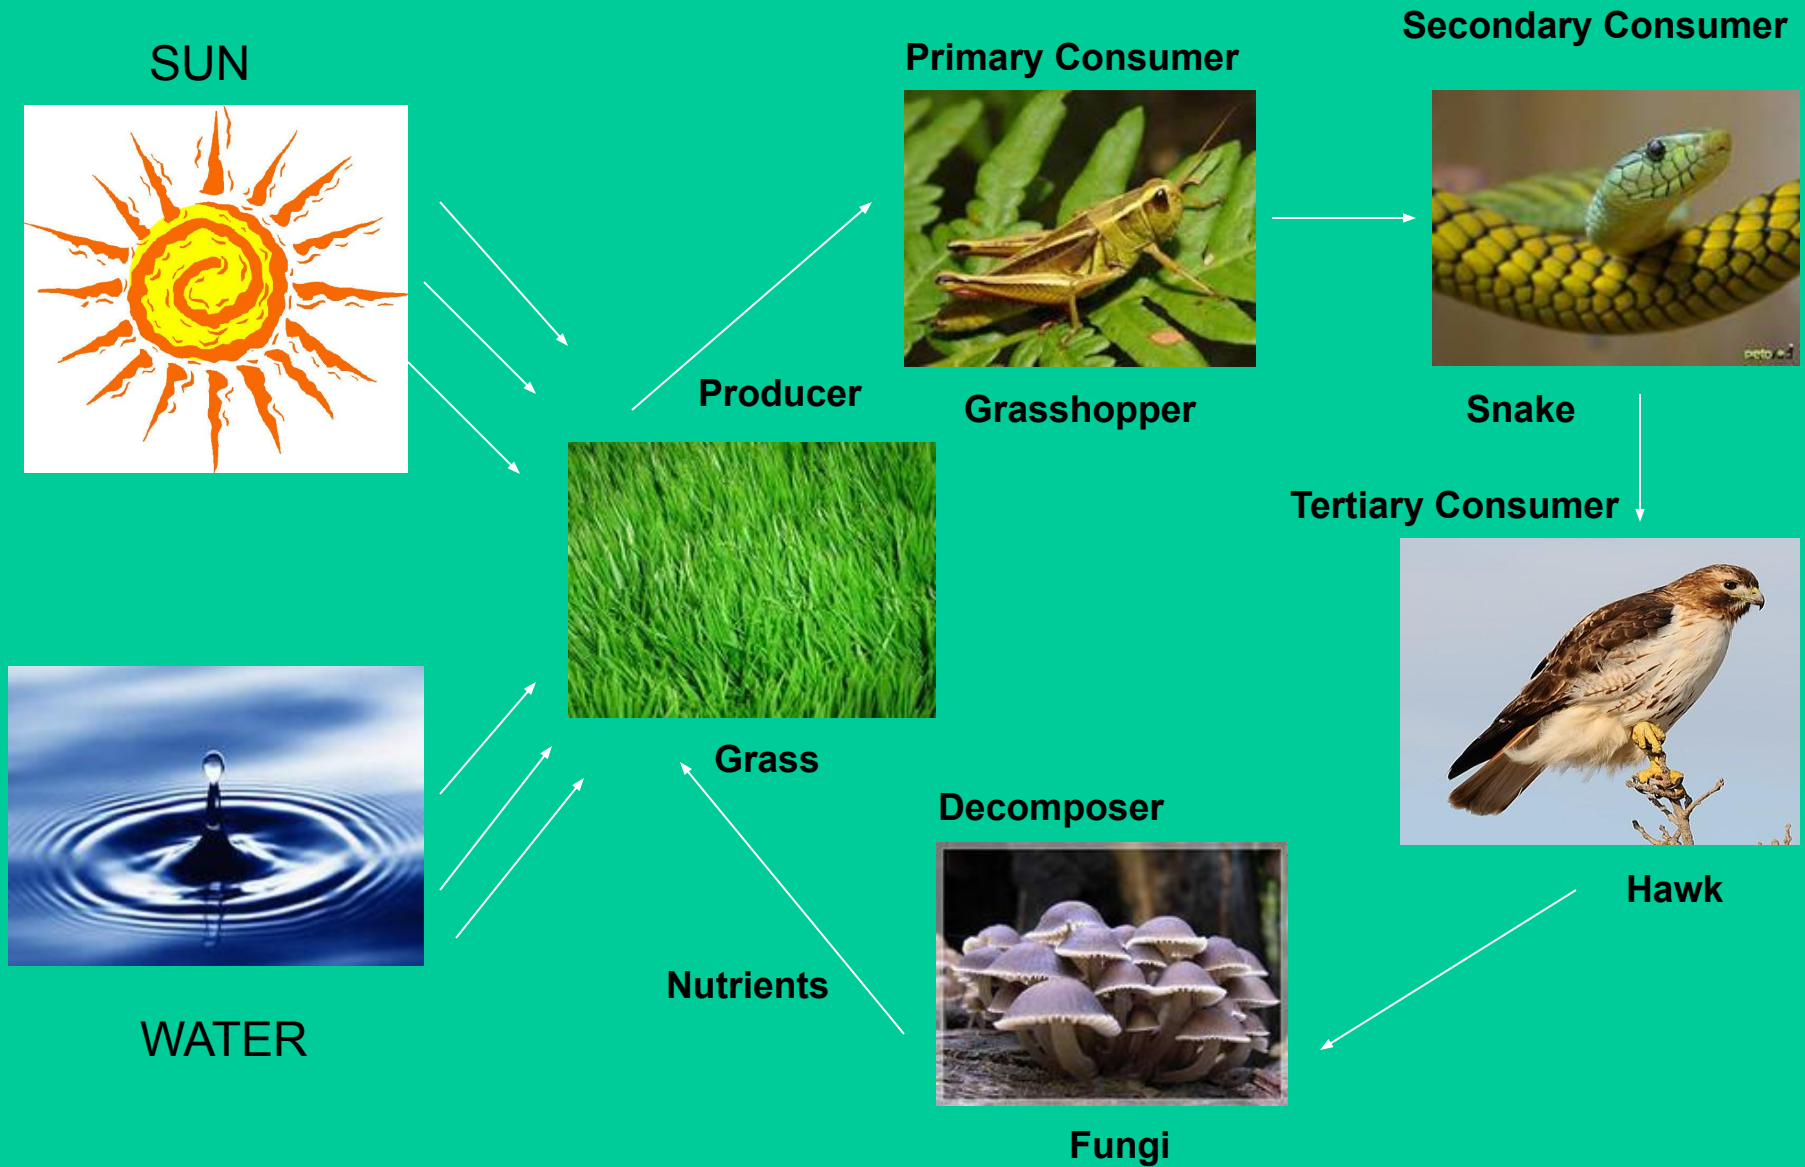 SUN
Primary Consumer
Secondary Consumer
Producer
Grasshopper
Snake
Tertiary Consumer
Grass
Decomposer
Hawk
Nutrients
WATER
Fungi